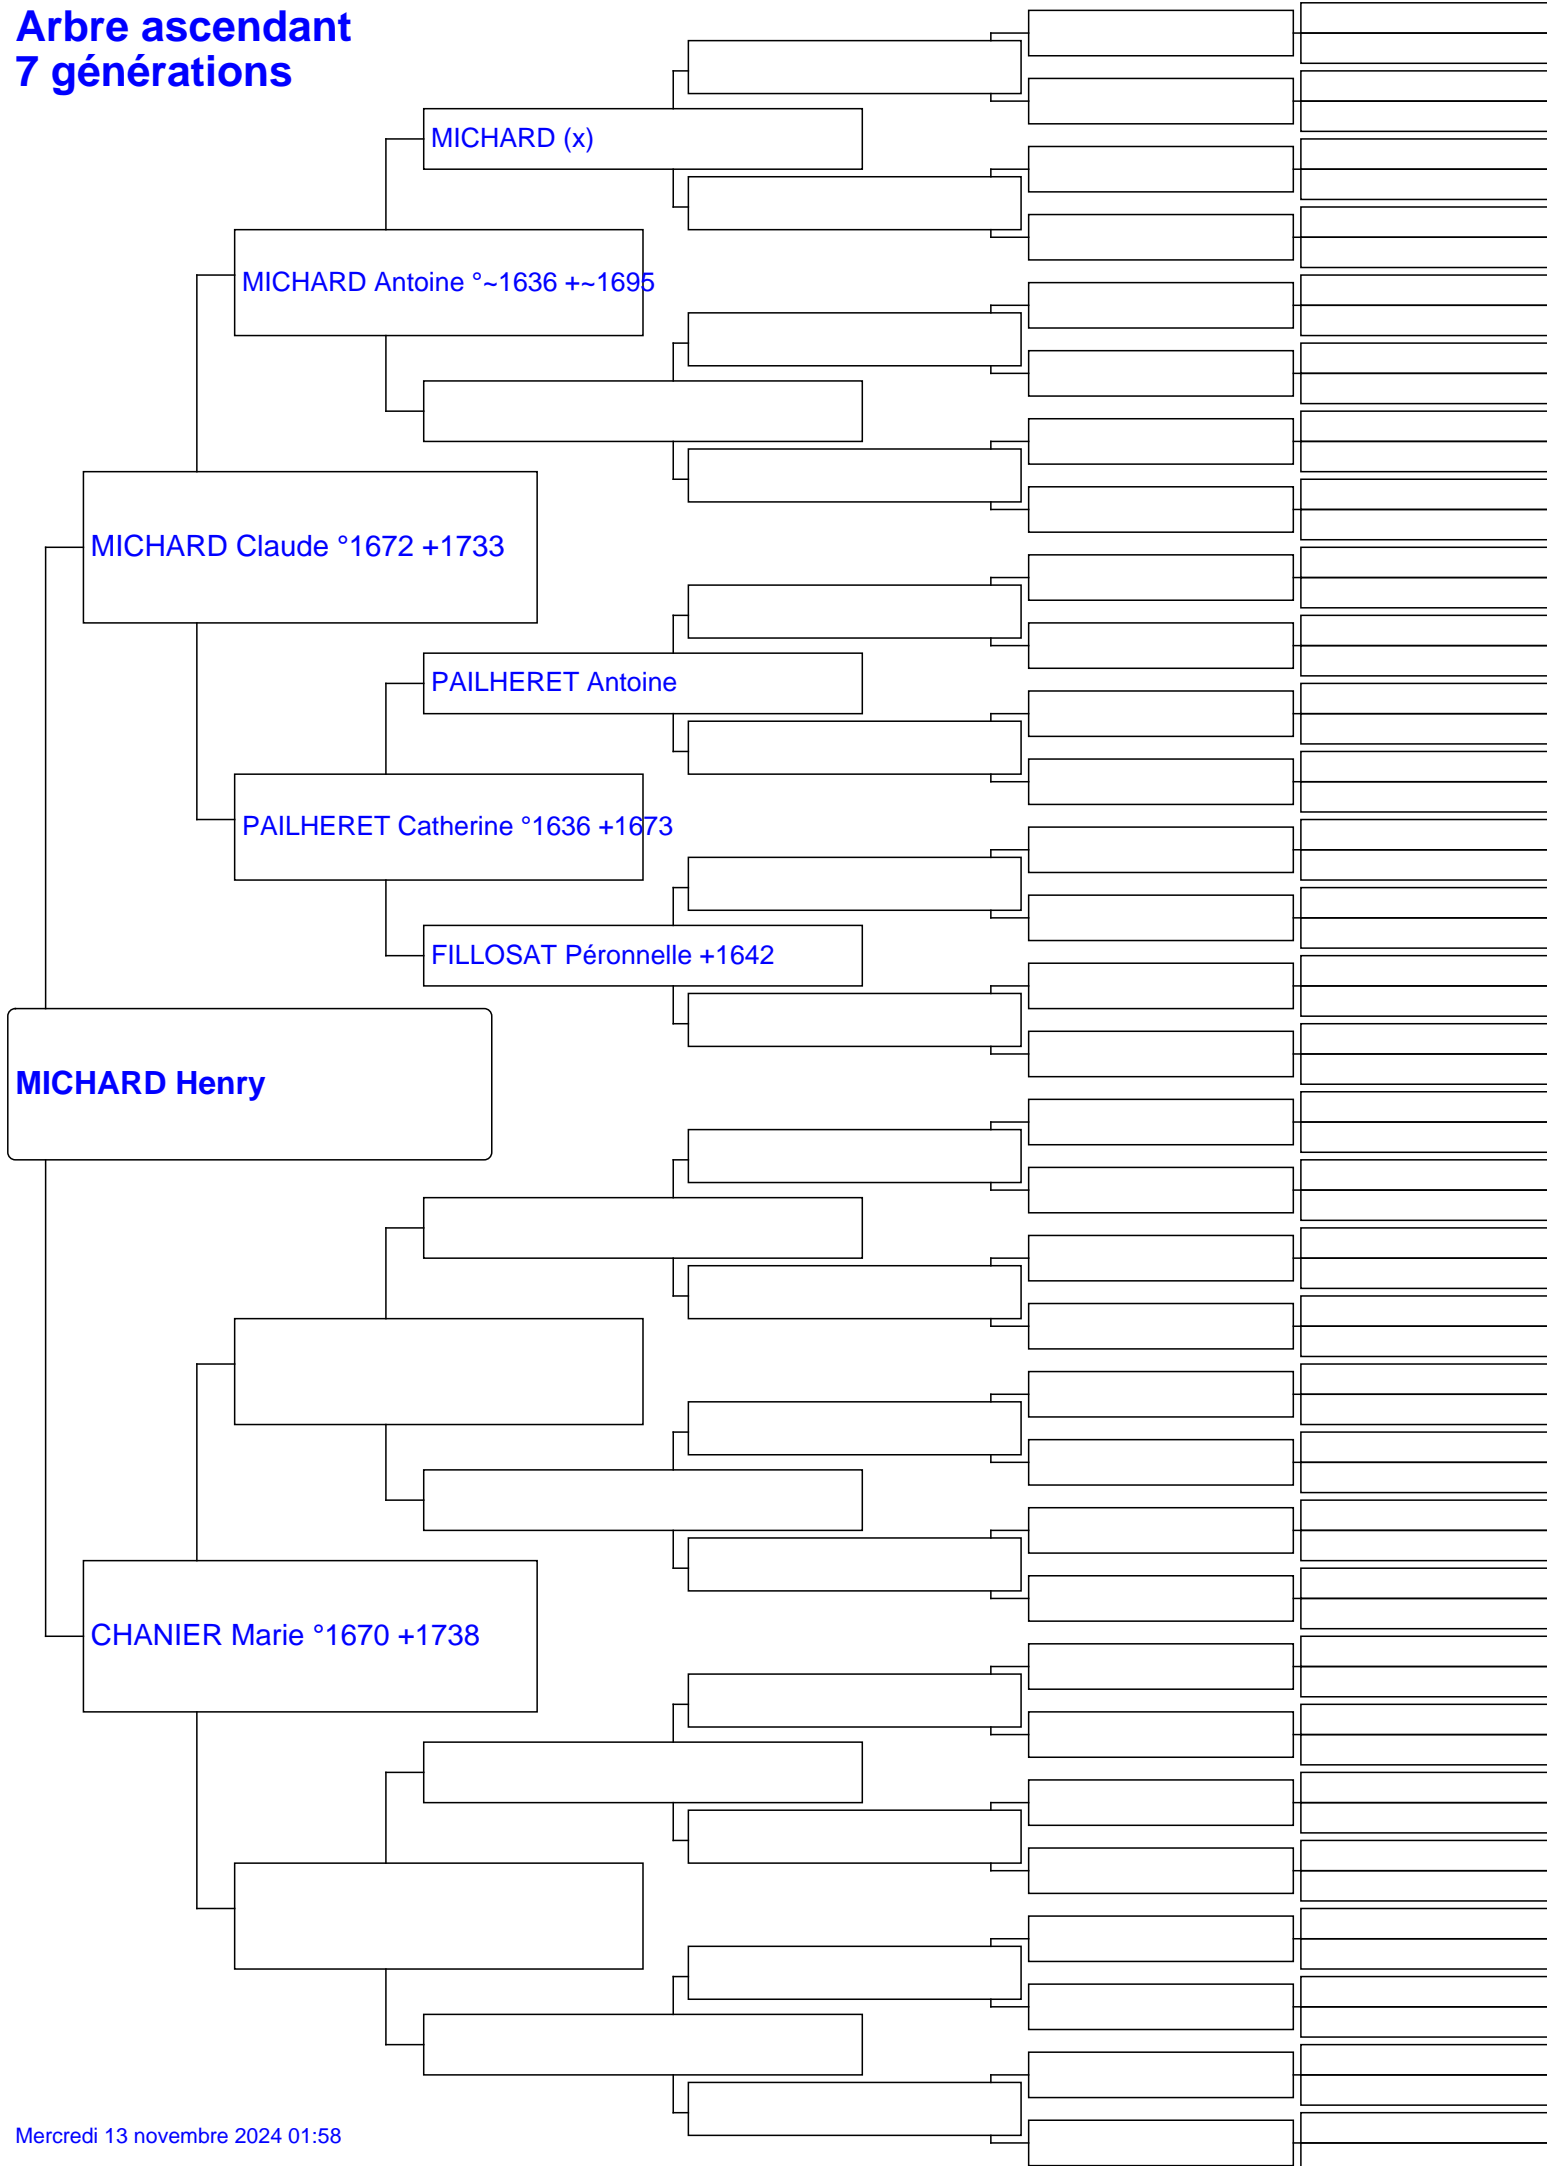 Arbre ascendant
7 générations
MICHARD (x)
MICHARD Antoine °~1636 +~1695
MICHARD Claude °1672 +1733
PAILHERET Antoine
PAILHERET Catherine °1636 +1673
FILLOSAT Péronnelle +1642
MICHARD Henry
CHANIER Marie °1670 +1738
Mercredi 13 novembre 2024 01:58